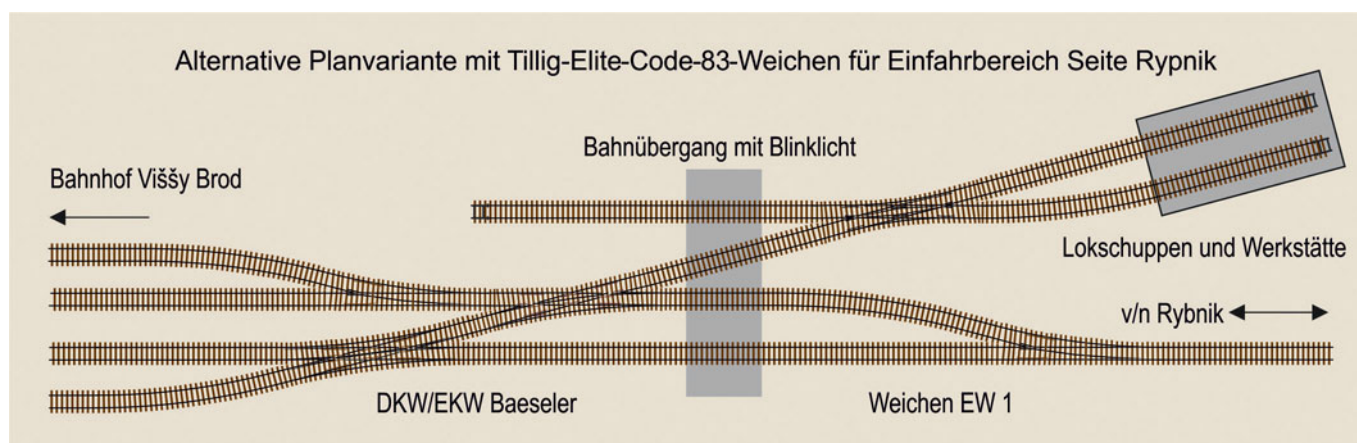 Alternative Planvariante mit Tillig-Elite-Code-83-Weichen für Einfahrbereich Seite Rypnik
Bahnübergang mit Blinklicht
Bahnhof Viššy Brod
Lokschuppen und Werkstätte
v/n Rybnik
DKW/EKW Baeseler
Weichen EW 1